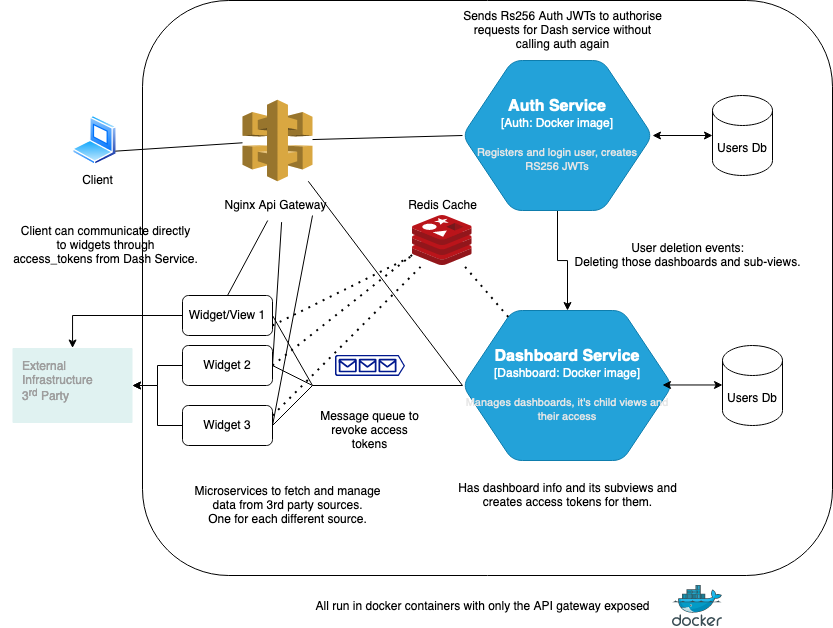 Sends Rs256 Auth JWTs to authorise
requests for Dash service without
calling auth again
Auth Service
[Auth: Docker image]
Registers and login user, creates
RS256 JWTs
Users Db
Client
Nginx Api Gateway
Redis Cache
Client can communicate directly
to widgets through
access_tokens from Dash Service.
User deletion events:
Deleting those dashboards and sub-views.
Widget/View 1
Widget 2
Widget 3
External
Infrastructure
3rd Party
Message queue to
revoke access
tokens
Dashboard Service
[Dashboard: Docker image]
Manages dashboards, it's child views and
their access
Users Db
Microservices to fetch and manage
data from 3rd party sources.
One for each different source.
Has dashboard info and its subviews and
creates access tokens for them.
All run in docker containers with only the API gateway exposed
docker